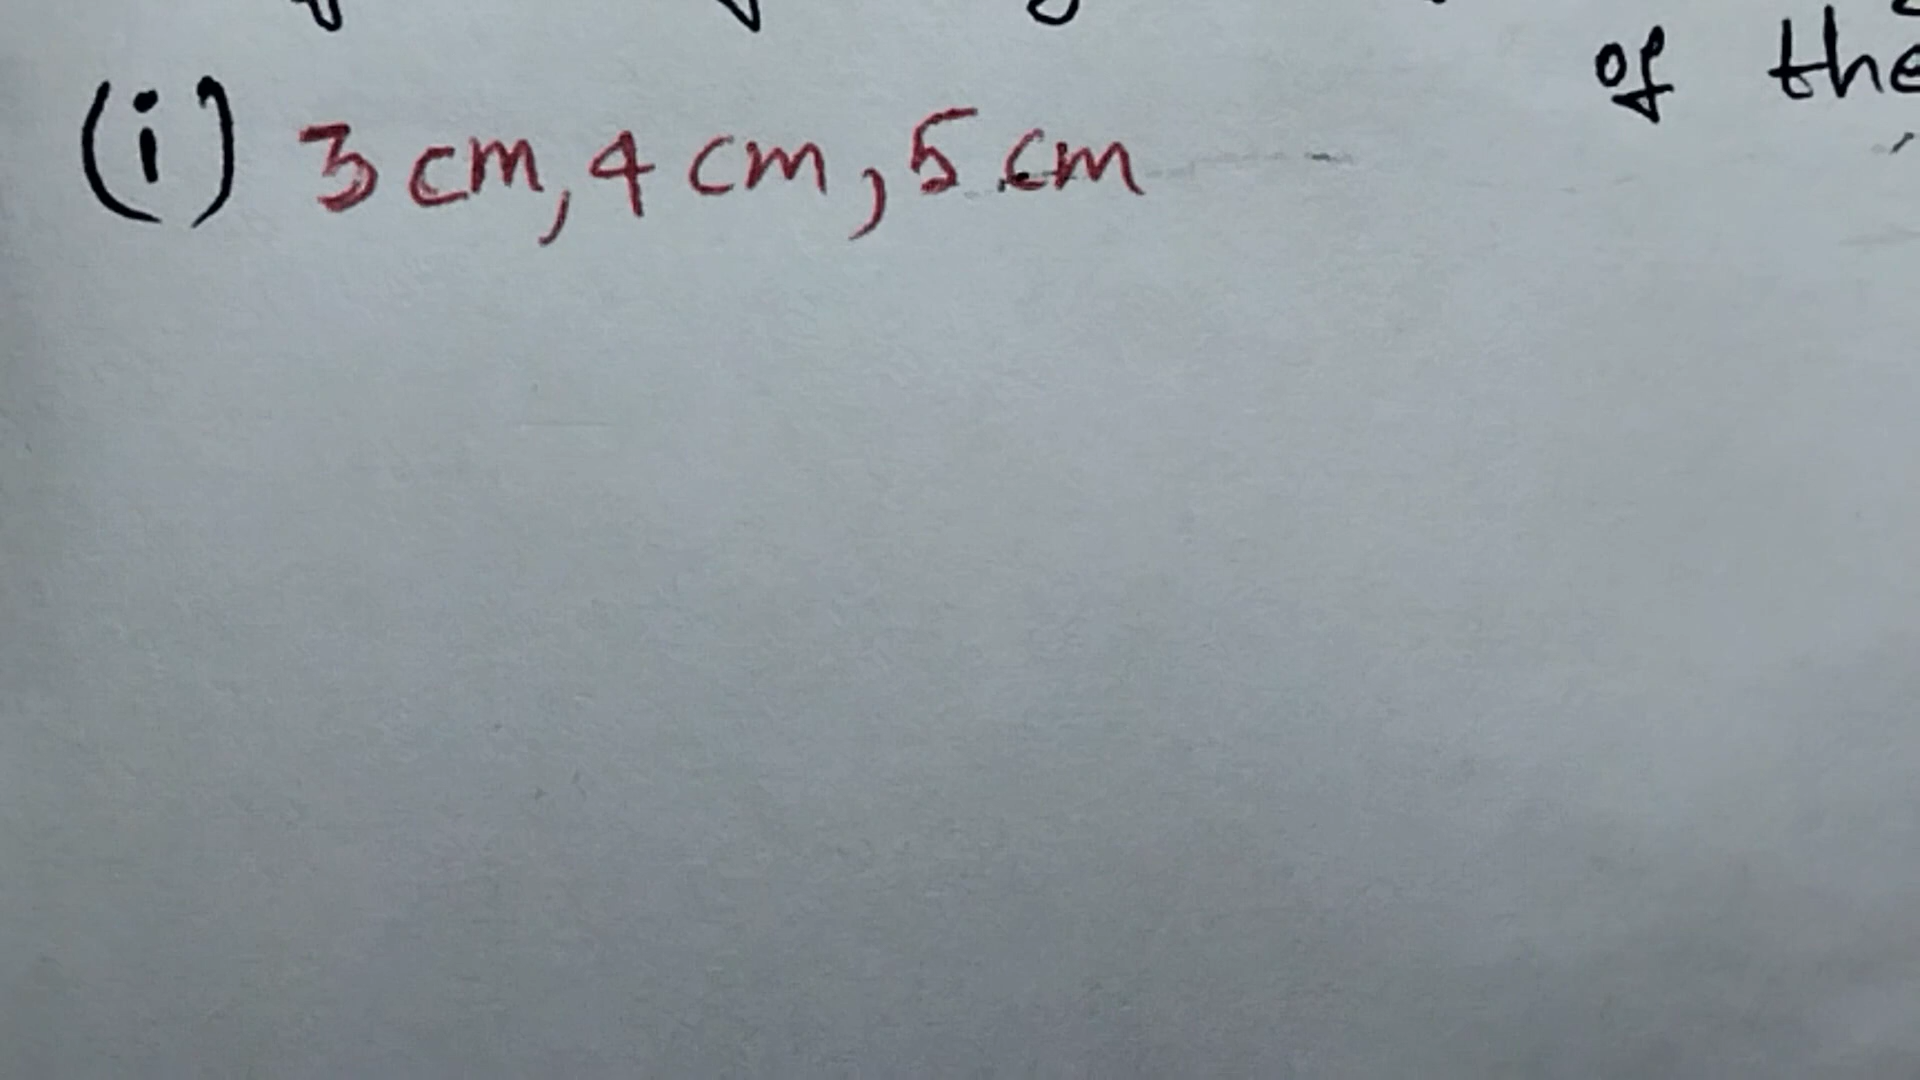 of the
(i) 3 cm, 4 cm, 5 cm